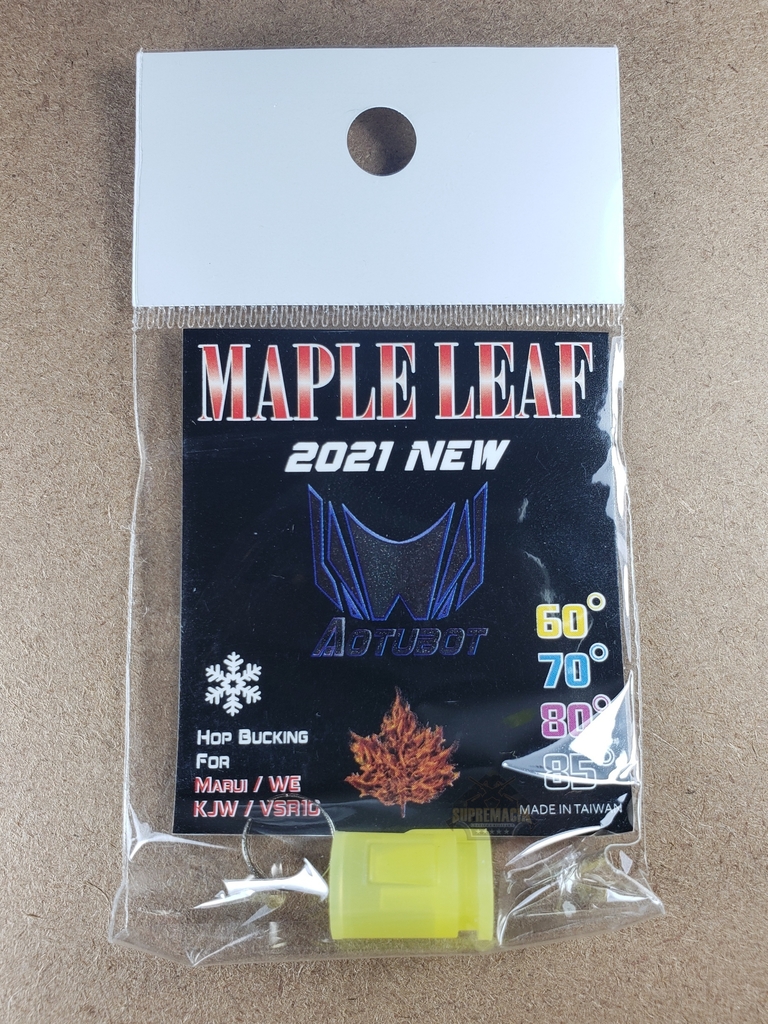 MAPLE LEAF
2021 NEW
AOTUBOT
60°
70°
80°
85°
HOP BUCKING
FOR
MARUI / WE
KJW / VSR10
MADE IN TAIWAN
SUPREMASIA